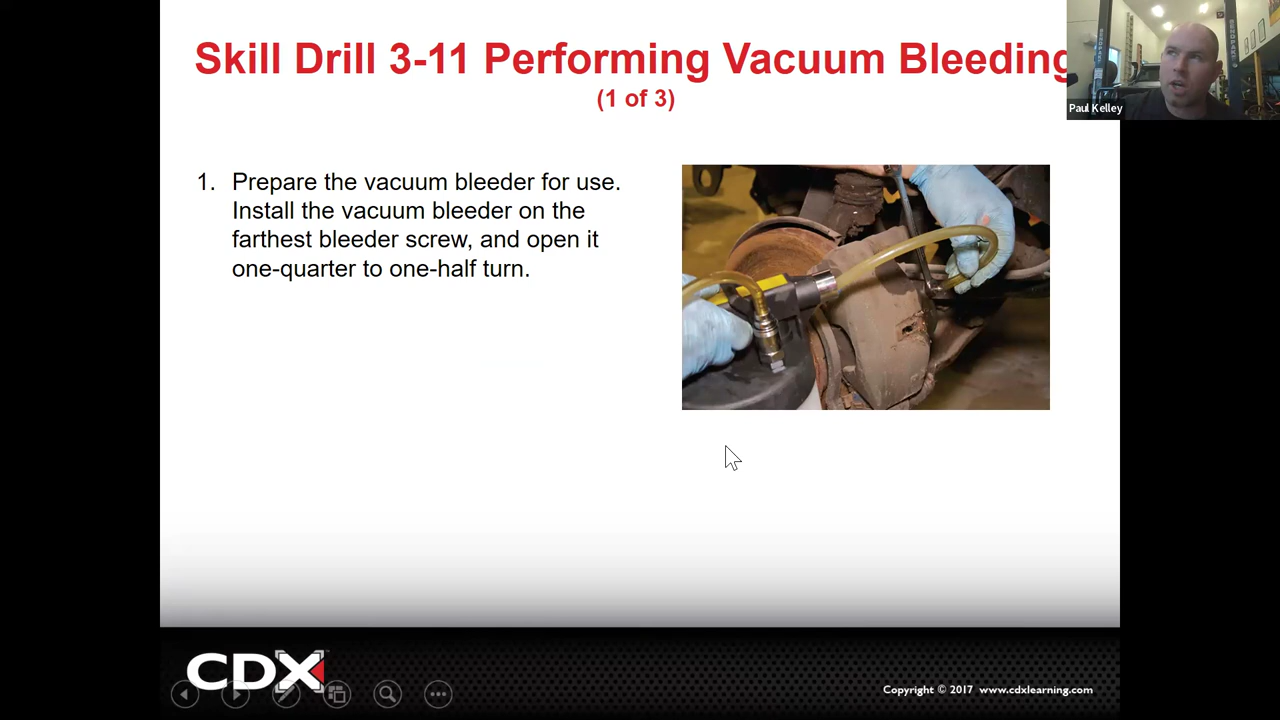 Skill Drill 3-11 Performing Vacuum Bleeding
(1 of 3)
Paul Kelley
1. Prepare the vacuum bleeder for use.
Install the vacuum bleeder on the
farthest bleeder screw, and open it
one-quarter to one-half turn.
CDX
Copyright © 2017 www.cdxlearning.com